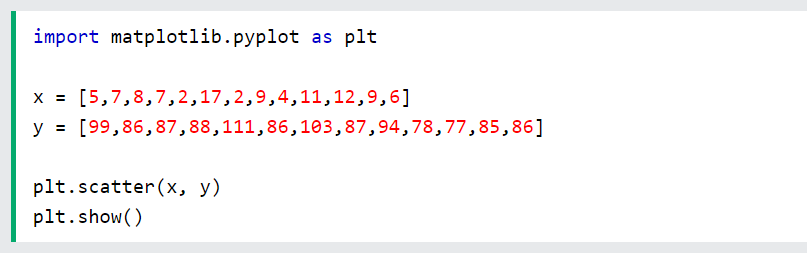 import matplotlib.pyplot as plt
x = [5,7,8,7,2,17,2,9,4,11,12,9,6]
y = [99,86,87,88,111,86,103,87,94,78,77,85,86]
plt.scatter(x, y)
plt.show()